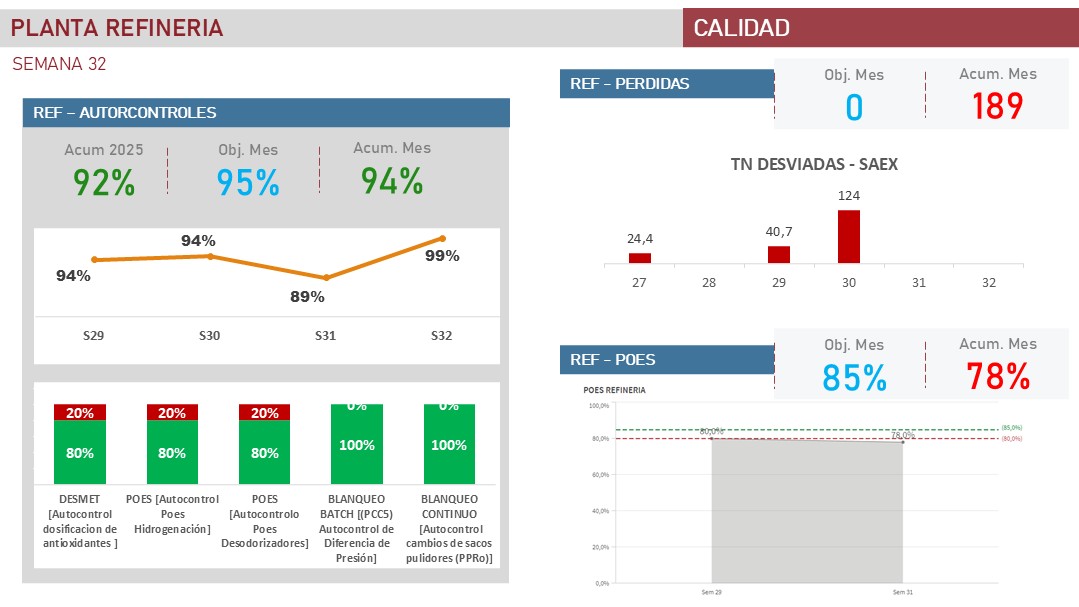 PLANTA REFINERIA
CALIDAD
SEMANA 32
REF – AUTORCONTROLES
Acum 2025
Obj. Mes
Acum. Mes
92%
95%
94%
94%
94%
89%
99%
S29
S30
S31
S32
20%
20%
20%
0%
0%
80%
80%
80%
100%
100%
DESMET
[Autocontrol
dosificacion de
antioxidantes ]
POES [Autocontrol
Poes
Hidrogenación]
POES
[Autocontrolo
Poes
Desodorizadores]
BLANQUEO
BATCH [(PCC5)
Autocontrol de
Diferencia de
Presión]
BLANQUEO
CONTINUO
[Autocontrol
cambios de sacos
pulidores (PPRo)]
REF – PERDIDAS
Obj. Mes
Acum. Mes
0
189
TN DESVIADAS - SAEX
24,4
40,7
124
27
28
29
30
31
32
REF – POES
Obj. Mes
Acum. Mes
85%
78%
POES REFINERIA
100,0%
80,0%
60,0%
40,0%
20,0%
0,0%
80,0%
78,0%
(85,0%)
(80,0%)
Sem 29
Sem 31